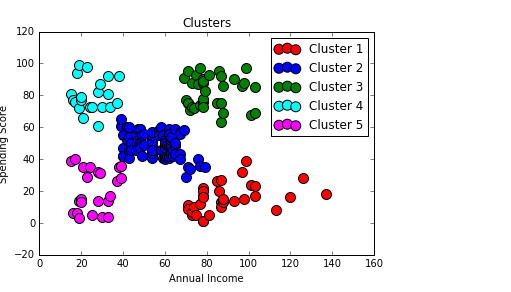 Clusters
120
100
80
60
40
20
0
−20
Spending Score
0
20
40
60
80
100
120
140
160
Annual Income
Cluster 1
Cluster 2
Cluster 3
Cluster 4
Cluster 5